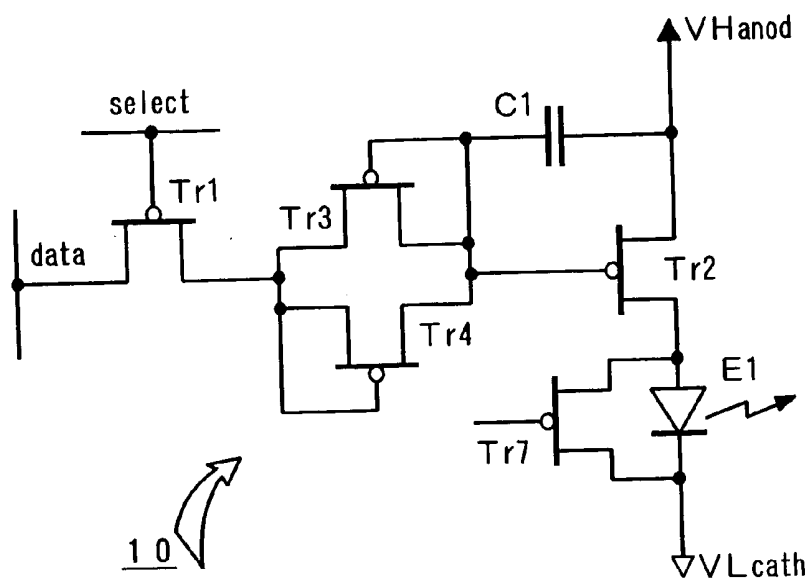 VHanod
select
C1
Tr1
Tr3
data
Tr2
Tr4
E1
Tr7
10
VLcath